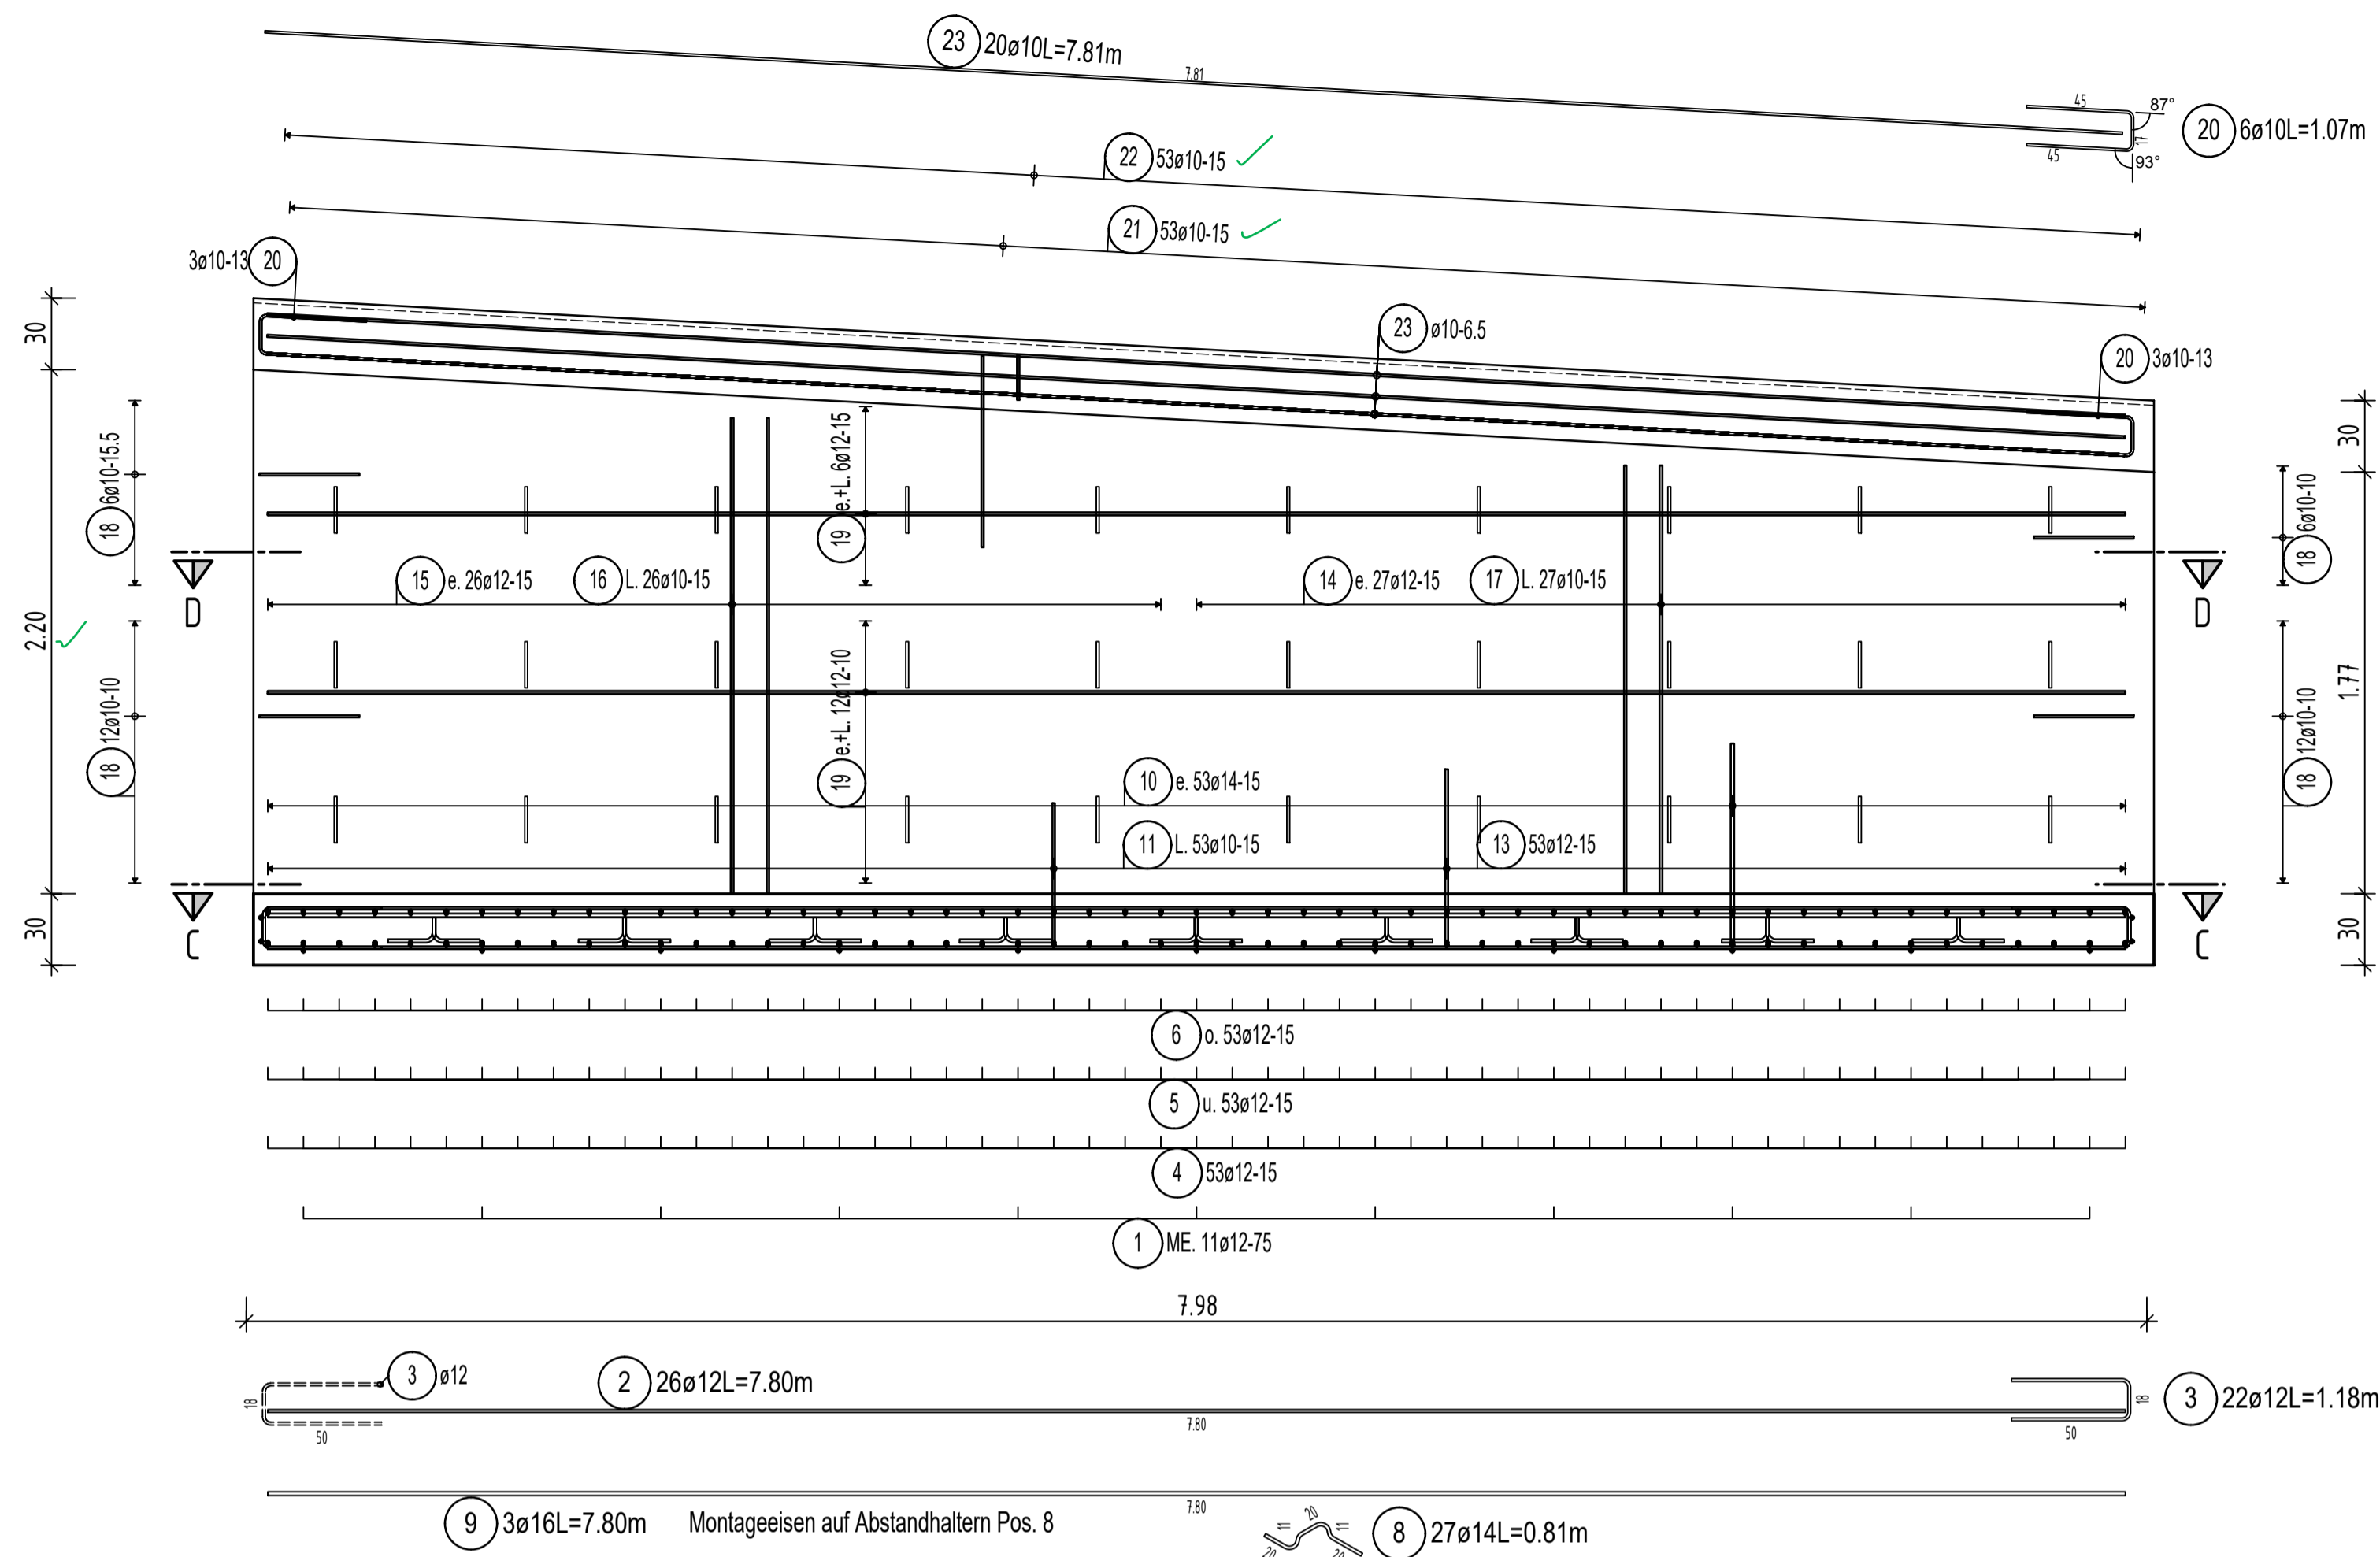 23 20ø10L=7.81m
7.81
45
87°
17
45
93°
20 6ø10L=1.07m
22 53ø10-15
21 53ø10-15
3ø10-13 20
23 ø10-6.5
20 3ø10-13
30
2.20
30
18 6ø10-15.5
18 12ø10-10
19 e.+L. 6ø12-15
19 e.+L. 12ø12-10
15 e. 26ø12-15
16 L. 26ø10-15
14 e. 27ø12-15
17 L. 27ø10-15
D
D
10 e. 53ø14-15
11 L. 53ø10-15
13 53ø12-15
18 6ø10-10
18 12ø10-10
30
1.77
30
C
C
6 o. 53ø12-15
5 u. 53ø12-15
4 53ø12-15
1 ME. 11ø12-75
7.98
3 ø12
18
50
2 26ø12L=7.80m
7.80
18
50
3 22ø12L=1.18m
7.80
9 3ø16L=7.80m Montageeisen auf Abstandhaltern Pos. 8
20
11
20
11
20
8 27ø14L=0.81m